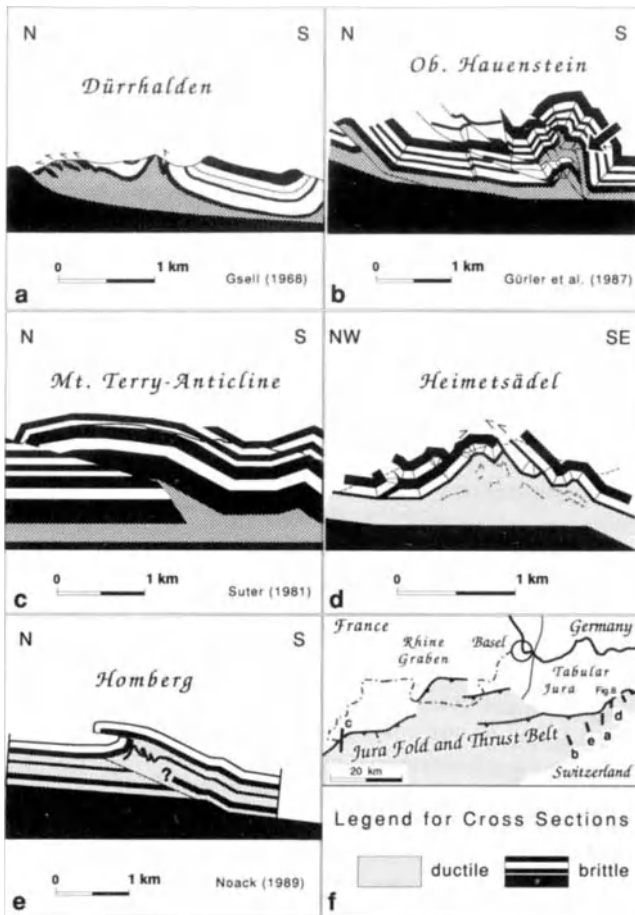 N S
Dürrhalden
0 1 km
Gsell (1968)
a
N S
Ob. Hauenstein
0 1 km
Gürler et al. (1987)
b
N S
Mt. Terry-Anticline
0 1 km
Suter (1981)
c
NW SE
Heimetsädel
0 1 km
d
N S
Homberg
?
0 1 km
Noack (1989)
e
France
Germany
Rhine
Graben
Basel
Tabular
Jura
Fig.8
c
d
a
e
b
Jura Fold and Thrust Belt
20 km
Switzerland
Legend for Cross Sections
ductile brittle
f